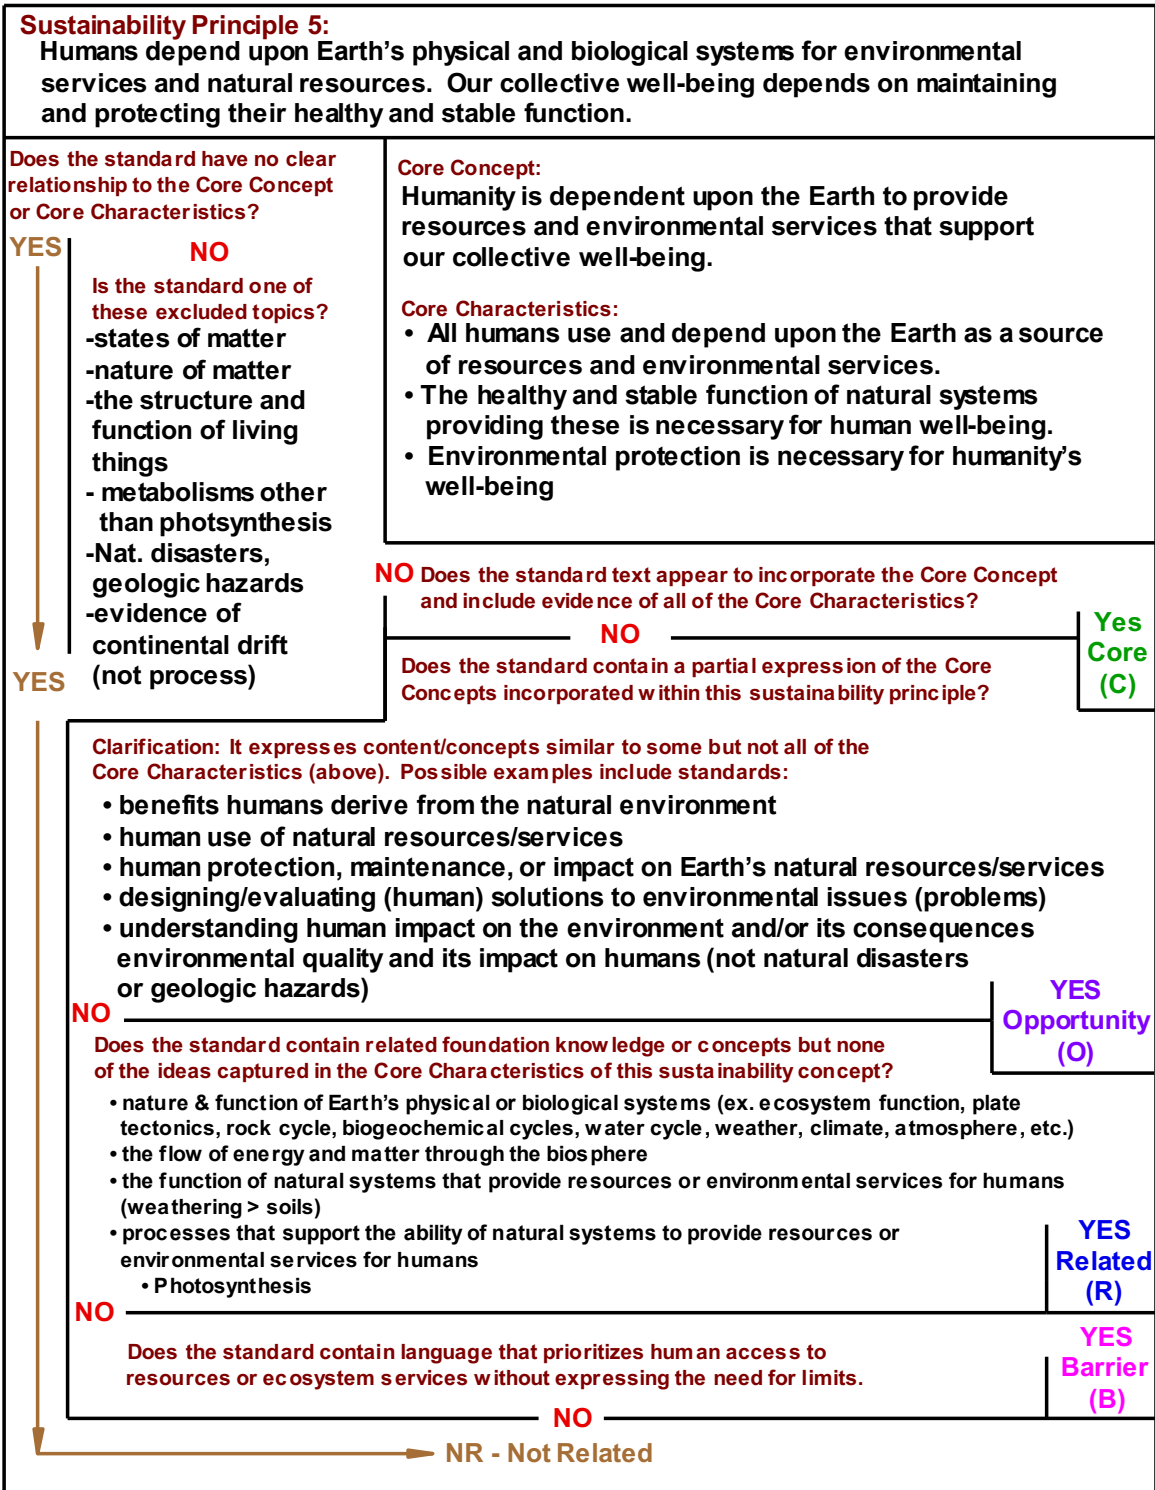 Sustainability Principle 5:
Humans depend upon Earth's physical and biological systems for environmental
services and natural resources. Our collective well-being depends on maintaining
and protecting their healthy and stable function.
Does the standard have no clear
relationship to the Core Concept
or Core Characteristics?
YES
NO
Is the standard one of
these excluded topics?
-states of matter
-nature of matter
-the structure and
function of living
things
- metabolisms other
than photsynthesis
-Nat. disasters,
geologic hazards
-evidence of
continental drift
(not process)
YES
Core Concept:
Humanity is dependent upon the Earth to provide
resources and environmental services that support
our collective well-being.
Core Characteristics:
• All humans use and depend upon the Earth as a source
of resources and environmental services.
• The healthy and stable function of natural systems
providing these is necessary for human well-being.
• Environmental protection is necessary for humanity's
well-being
NO Does the standard text appear to incorporate the Core Concept
and include evidence of all of the Core Characteristics?
Yes
Core
(C)
NO
Does the standard contain a partial expression of the Core
Concepts incorporated within this sustainability principle?
Clarification: It expresses content/concepts similar to some but not all of the
Core Characteristics (above). Possible examples include standards:
• benefits humans derive from the natural environment
• human use of natural resources/services
• human protection, maintenance, or impact on Earth's natural resources/services
• designing/evaluating (human) solutions to environmental issues (problems)
• understanding human impact on the environment and/or its consequences
environmental quality and its impact on humans (not natural disasters
or geologic hazards)
YES
Opportunity
(O)
NO
Does the standard contain related foundation knowledge or concepts but none
of the ideas captured in the Core Characteristics of this sustainability concept?
• nature & function of Earth's physical or biological systems (ex. ecosystem function, plate
tectonics, rock cycle, biogeochemical cycles, water cycle, weather, climate, atmosphere, etc.)
• the flow of energy and matter through the biosphere
• the function of natural systems that provide resources or environmental services for humans
(weathering > soils)
• processes that support the ability of natural systems to provide resources or
environmental services for humans
• Photosynthesis
YES
Related
(R)
NO
Does the standard contain language that prioritizes human access to
resources or ecosystem services without expressing the need for limits.
YES
Barrier
(B)
NO
NR - Not Related